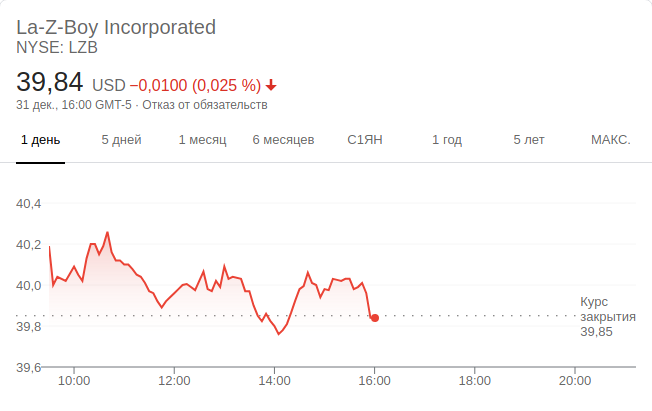 La-Z-Boy Incorporated
NYSE: LZB
39,84 USD −0,0100 (0,025 %)
31 дек., 16:00 GMT-5 · Отказ от обязательств
1 день 5 дней 1 месяц 6 месяцев С1ЯН 1 год 5 лет МАКС.
40,4
40,2
40,0
39,8
39,6
Курс
закрытия
39,85
10:00 12:00 14:00 16:00 18:00 20:00